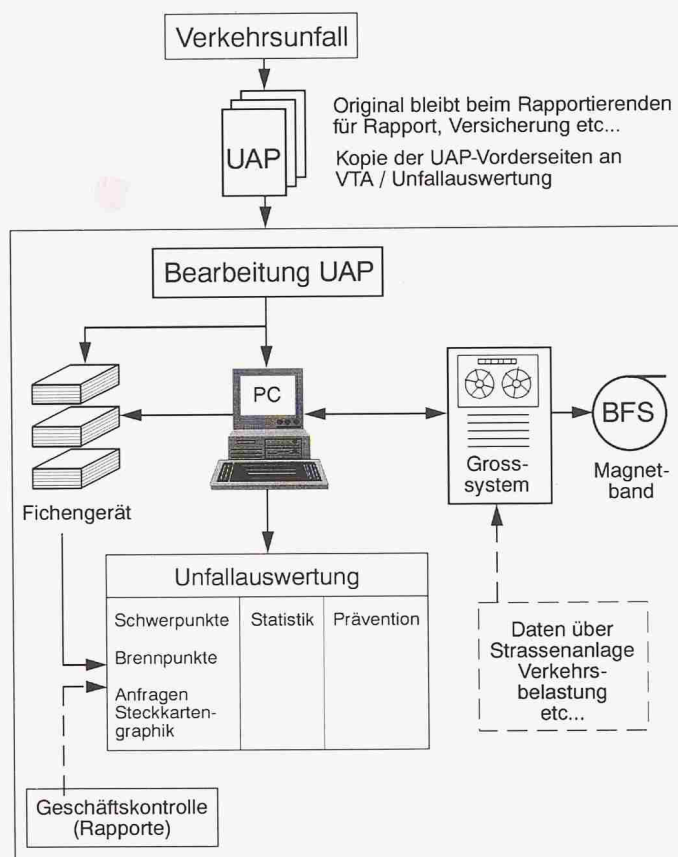 Verkehrsunfall
UAP
Original bleibt beim Rapportierenden
für Rapport, Versicherung etc...
Kopie der UAP-Vorderseiten an
VTA / Unfallauswertung
Bearbeitung UAP
PC
Gross-
system
BFS
Magnet-
band
Fichengerät
Unfallauswertung
Schwerpunkte
Brennpunkte
Anfragen
Steckkarten-
graphik
Statistik
Prävention
Daten über
Strassenanlage
Verkehrs-
belastung
etc...
Geschäftskontrolle
(Rapporte)